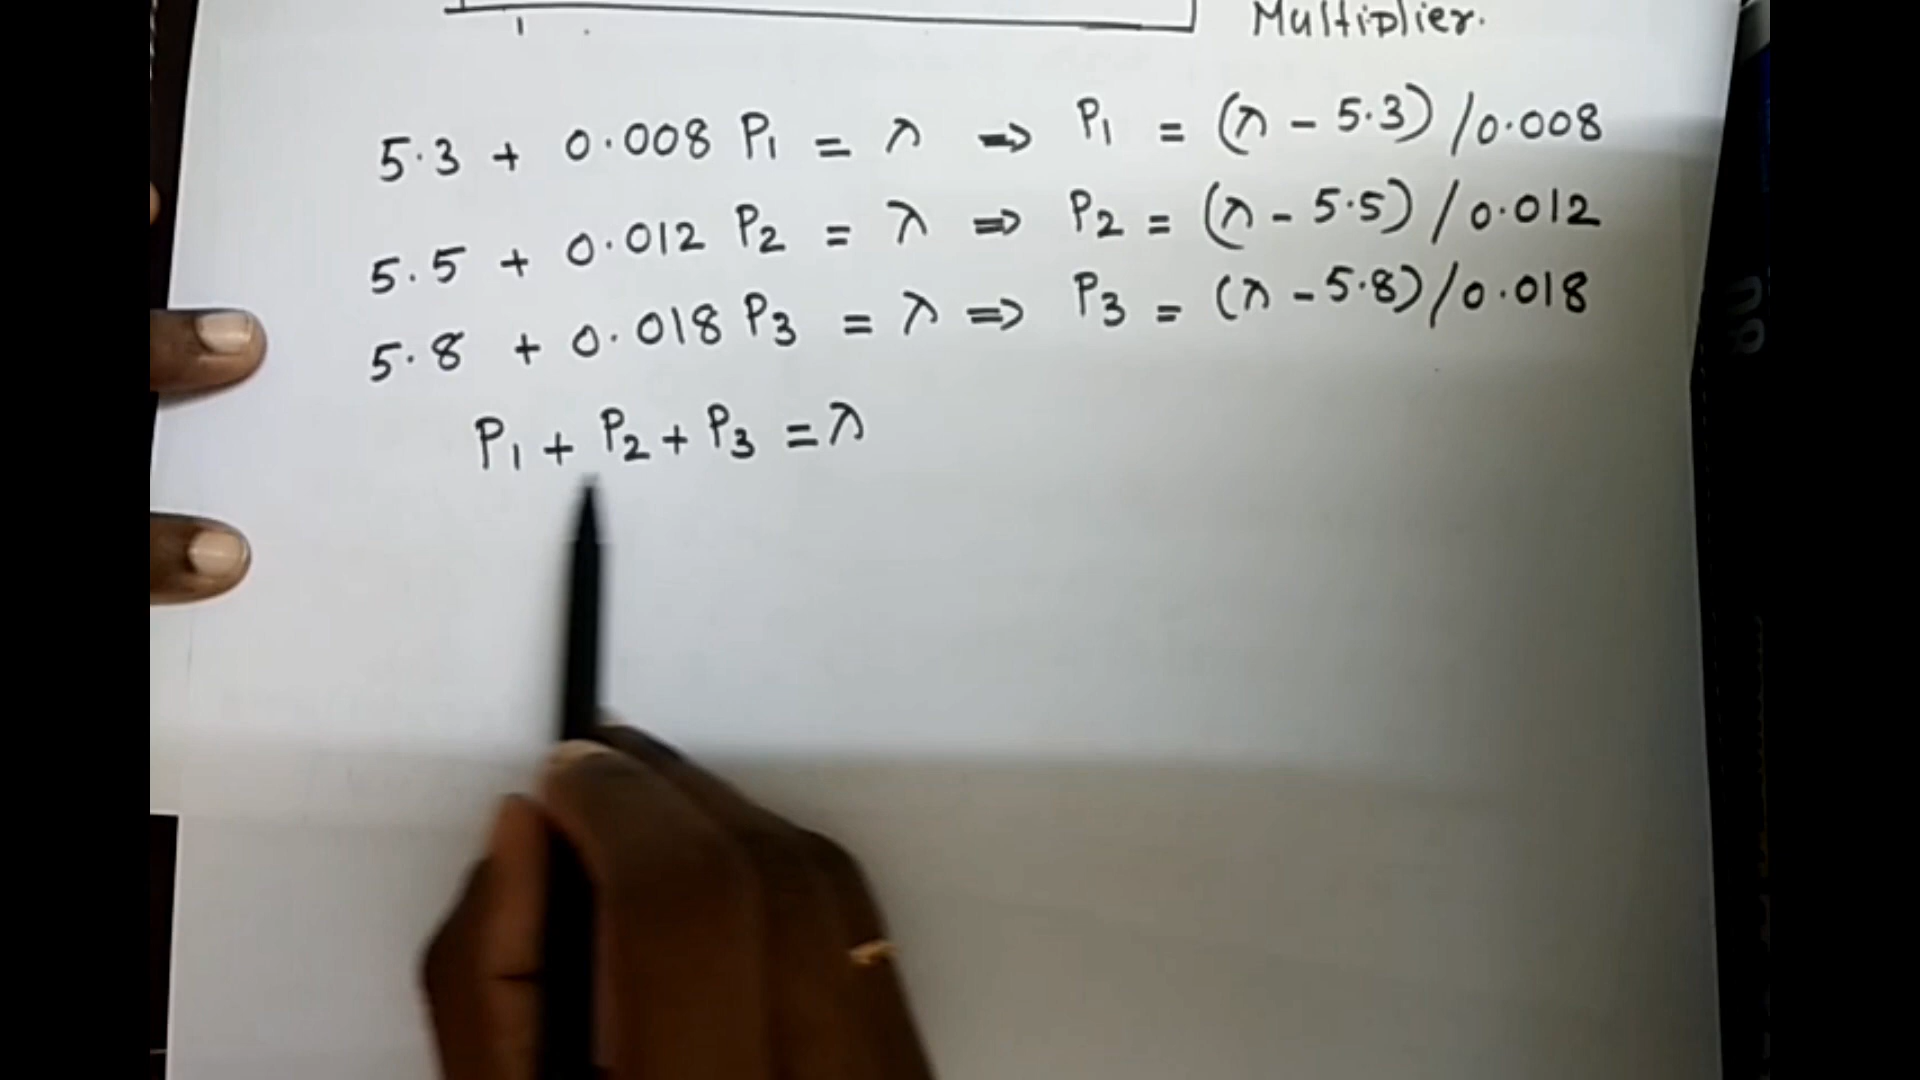 Multiplier.
5.3 + 0.008 P1 = λ ⇒ P1 = (λ - 5.3) / 0.008
5.5 + 0.012 P2 = λ ⇒ P2 = (λ - 5.5) / 0.012
5.8 + 0.018 P3 = λ ⇒ P3 = (λ - 5.8) / 0.018
P1 + P2 + P3 = λ